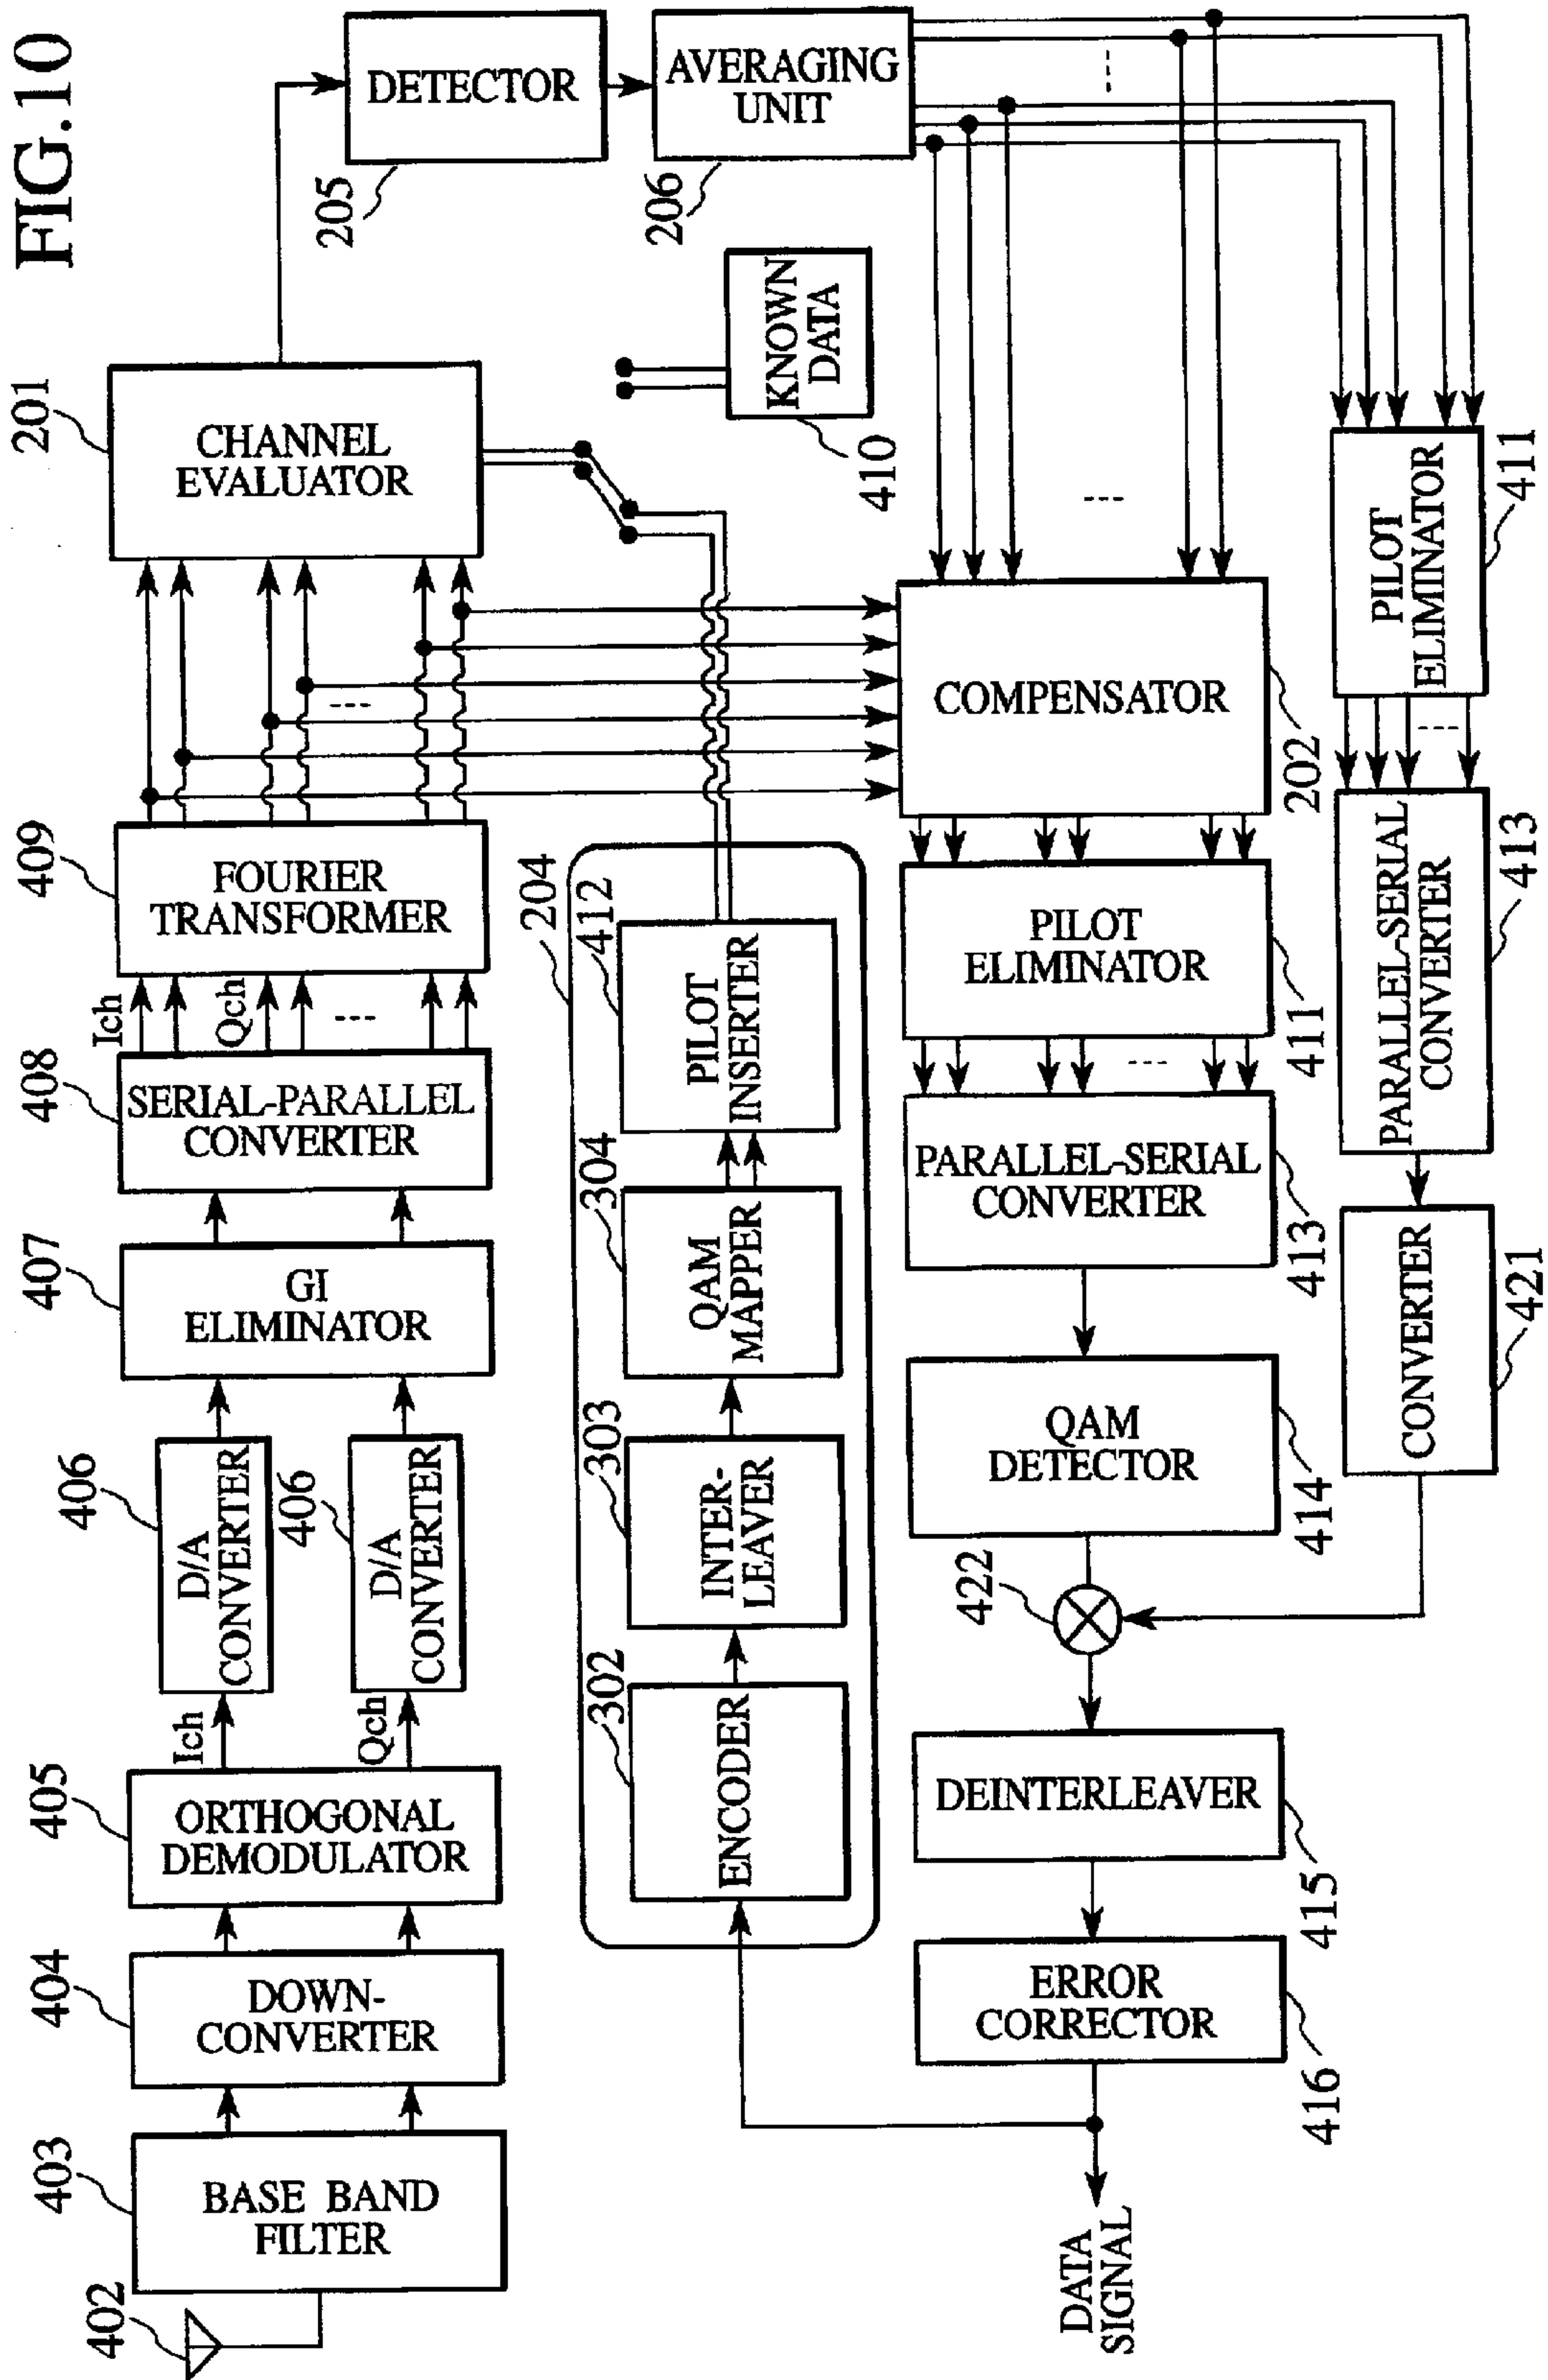 FIG.10
402
403
BASE BAND
FILTER
404
DOWN-
CONVERTER
405
ORTHOGONAL
DEMODULATOR
Ich
Qch
406
D/A
CONVERTER
406
D/A
CONVERTER
407
GI
ELIMINATOR
408
SERIAL-PARALLEL
CONVERTER
Ich
Qch
409
FOURIER
TRANSFORMER
201
CHANNEL
EVALUATOR
205
DETECTOR
206
AVERAGING
UNIT
204
302
ENCODER
303
INTER-
LEAVER
304
QAM
MAPPER
412
PILOT
INSERTER
410
KNOWN
DATA
COMPENSATOR
202
PILOT
ELIMINATOR
411
PARALLEL-SERIAL
CONVERTER
413
QAM
DETECTOR
414
422
DEINTERLEAVER
415
ERROR
CORRECTOR
416
DATA
SIGNAL
PILOT
ELIMINATOR
411
PARALLEL-SERIAL
CONVERTER
413
CONVERTER
421